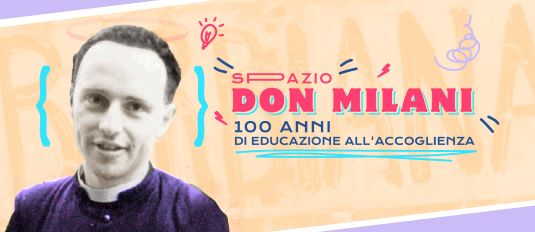 SPAZIO
DON MILANI
100 ANNI
DI EDUCAZIONE ALL'ACCOGLIENZA